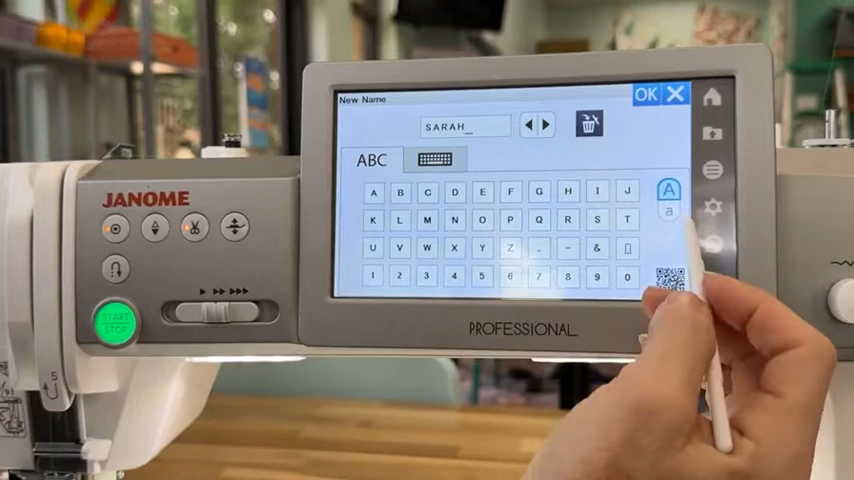 New Name
OK
SARAH_
ABC
A B C D E F G H I J
A
K L M N O P Q R S T
a
U V W X Y Z _ - &
1 2 3 4 5 6 7 8 9 0
JANOME
START/
STOP
PROFESSIONAL
5